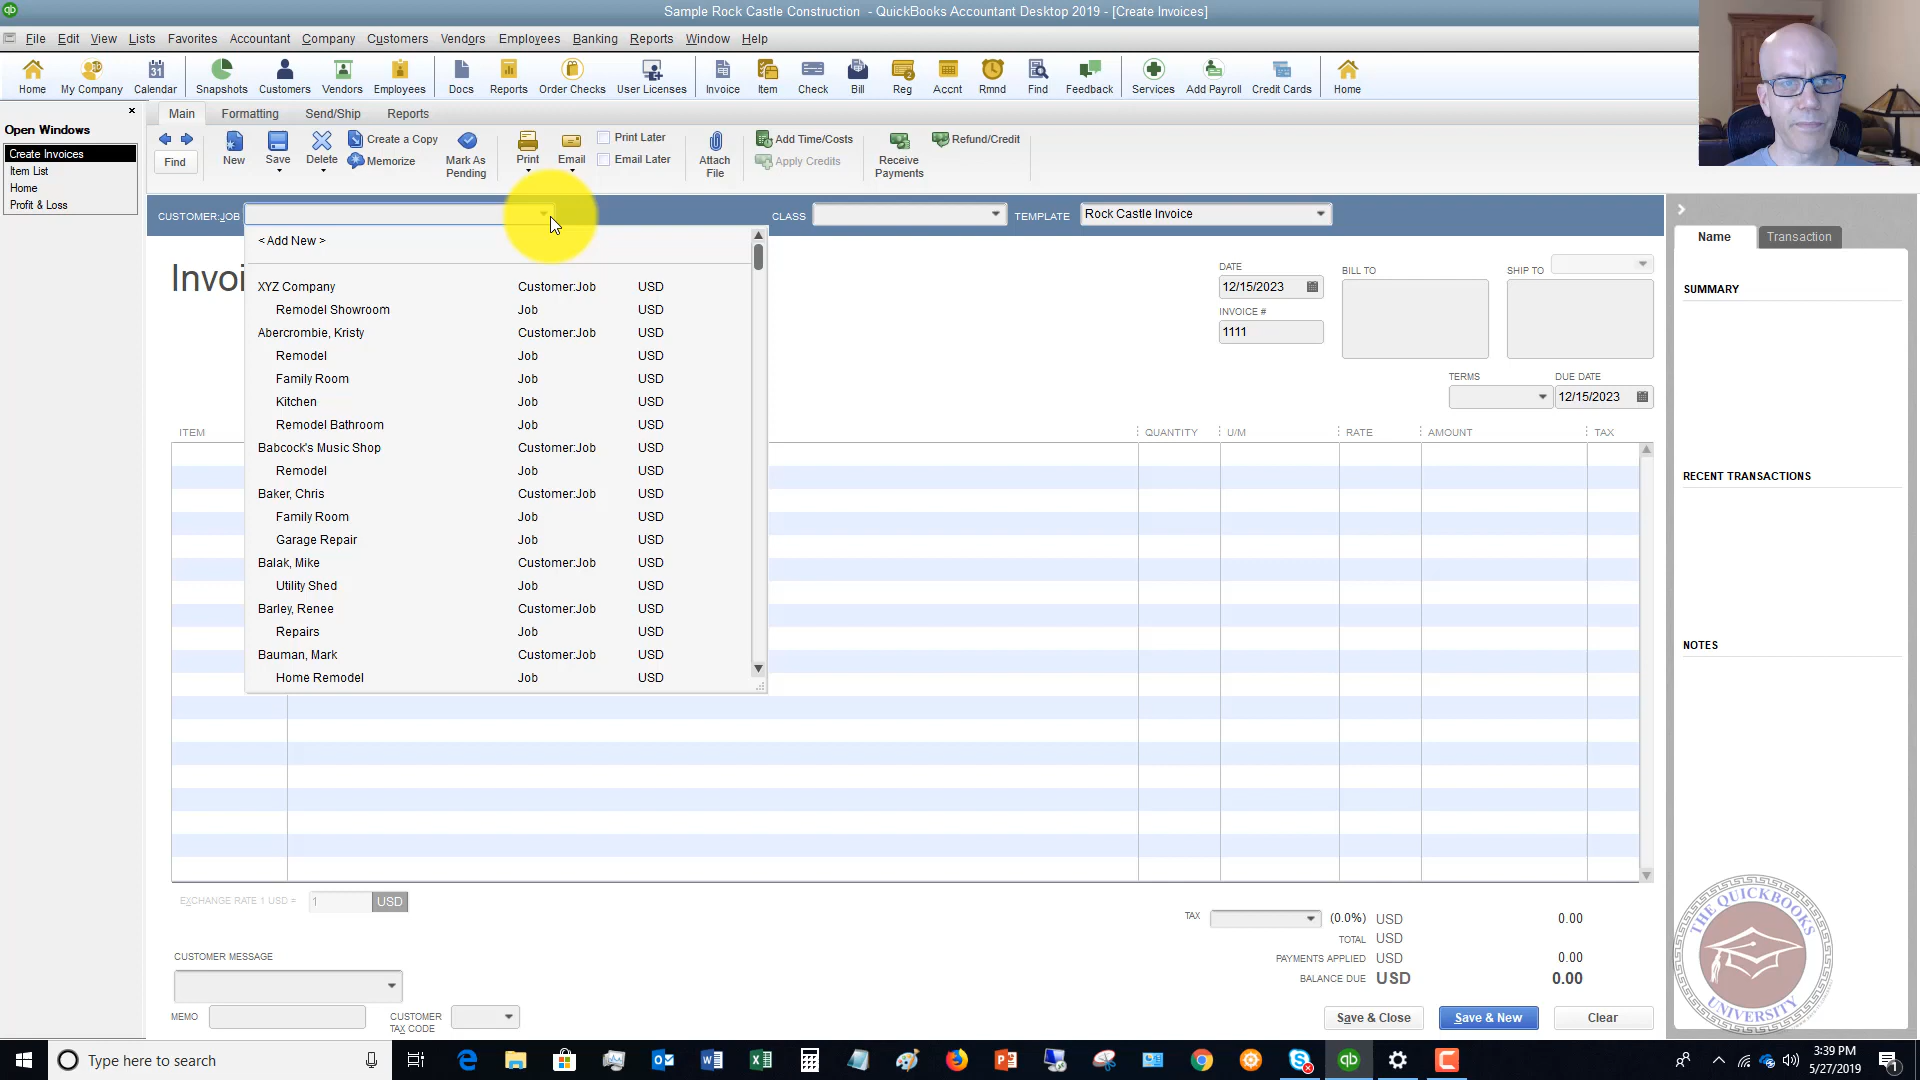 Sample Rock Castle Construction - QuickBooks Accountant Desktop 2019 - [Create Invoices]
File Edit View Lists Favorites Accountant Company Customers Vendors Employees Banking Reports Window Help
Home My Company Calendar Snapshots Customers Vendors Employees Docs Reports Order Checks User Licenses Invoice Item Check Bill Reg Accnt Rmnd Find Feedback Services Add Payroll Credit Cards Home
Open Windows
Create Invoices
Item List
Home
Profit & Loss
Main Formatting Send/Ship Reports
Find New Save Delete Create a Copy Memorize Mark As Pending Print Email Print Later Email Later Attach File Add Time/Costs Apply Credits Receive Payments Refund/Credit
CUSTOMER:JOB CLASS TEMPLATE Rock Castle Invoice
< Add New >
XYZ Company Customer:Job USD
Remodel Showroom Job USD
Abercrombie, Kristy Customer:Job USD
Remodel Job USD
Family Room Job USD
Kitchen Job USD
Remodel Bathroom Job USD
Babcock's Music Shop Customer:Job USD
Remodel Job USD
Baker, Chris Customer:Job USD
Family Room Job USD
Garage Repair Job USD
Balak, Mike Customer:Job USD
Utility Shed Job USD
Barley, Renee Customer:Job USD
Repairs Job USD
Bauman, Mark Customer:Job USD
Home Remodel Job USD
Invoi
DATE
12/15/2023
INVOICE #
1111
BILL TO
SHIP TO
TERMS
DUE DATE
12/15/2023
ITEM QUANTITY U/M RATE AMOUNT TAX
EXCHANGE RATE 1 USD = 1 USD
TAX (0.0%) USD 0.00
TOTAL USD
PAYMENTS APPLIED USD 0.00
BALANCE DUE USD 0.00
CUSTOMER MESSAGE
MEMO
CUSTOMER TAX CODE
Save & Close Save & New Clear
Name Transaction
SUMMARY
RECENT TRANSACTIONS
NOTES
THE QUICKBOOKS
UNIVERSITY
Type here to search
3:39 PM
5/27/2019
1